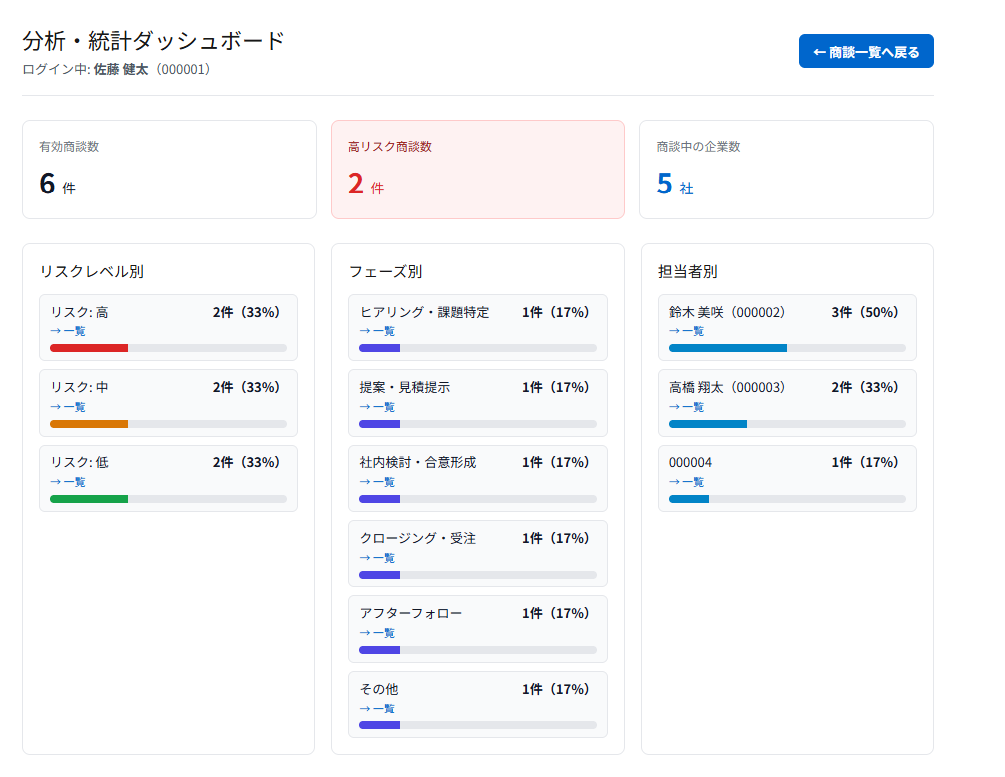 分析・統計ダッシュボード
ログイン中: 佐藤 健太（000001）
← 商談一覧へ戻る
有効商談数
6 件
高リスク商談数
2 件
商談中の企業数
5 社
リスクレベル別
リスク: 高 2件（33%）
→ 一覧
リスク: 中 2件（33%）
→ 一覧
リスク: 低 2件（33%）
→ 一覧
フェーズ別
ヒアリング・課題特定 1件（17%）
→ 一覧
提案・見積提示 1件（17%）
→ 一覧
社内検討・合意形成 1件（17%）
→ 一覧
クロージング・受注 1件（17%）
→ 一覧
アフターフォロー 1件（17%）
→ 一覧
その他 1件（17%）
→ 一覧
担当者別
鈴木 美咲（000002） 3件（50%）
→ 一覧
高橋 翔太（000003） 2件（33%）
→ 一覧
000004 1件（17%）
→ 一覧